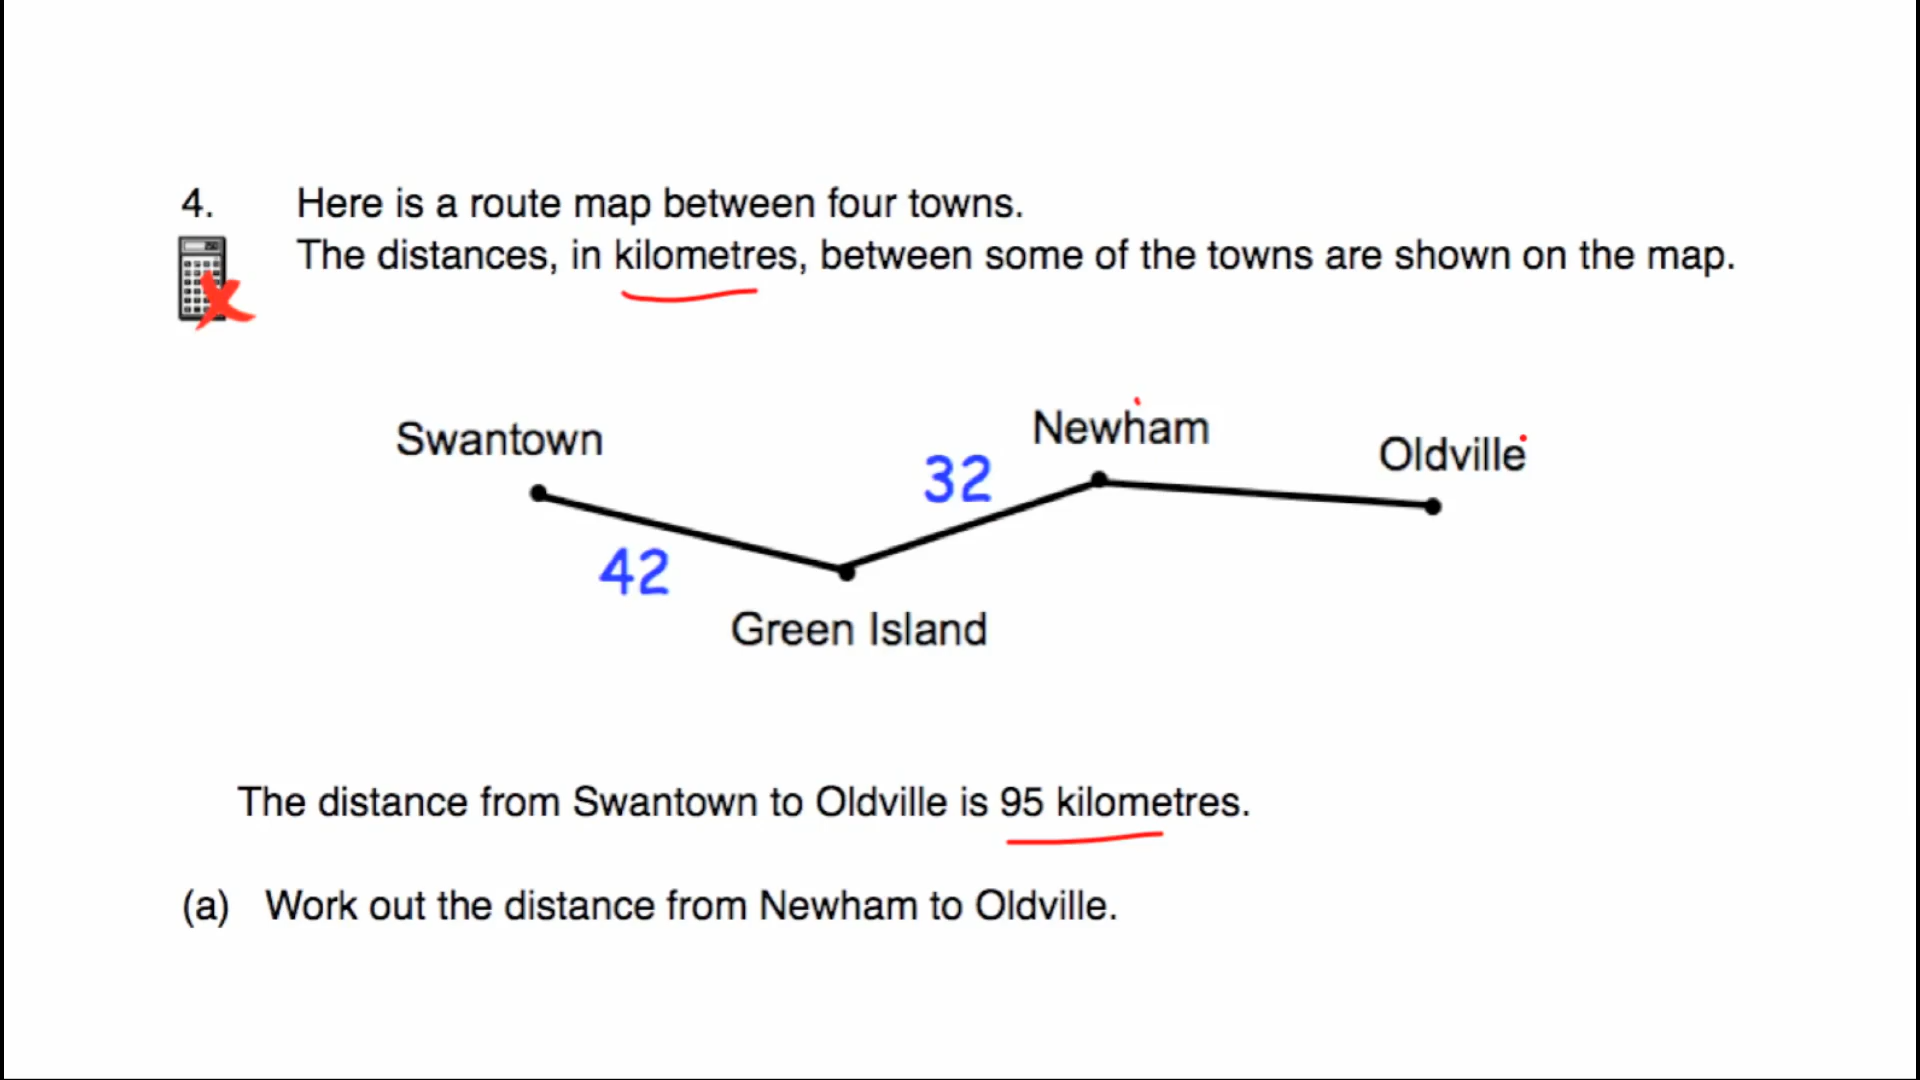 4. Here is a route map between four towns.
The distances, in kilometres, between some of the towns are shown on the map.
Swantown
Newham
Oldville
32
42
Green Island
The distance from Swantown to Oldville is 95 kilometres.
(a) Work out the distance from Newham to Oldville.